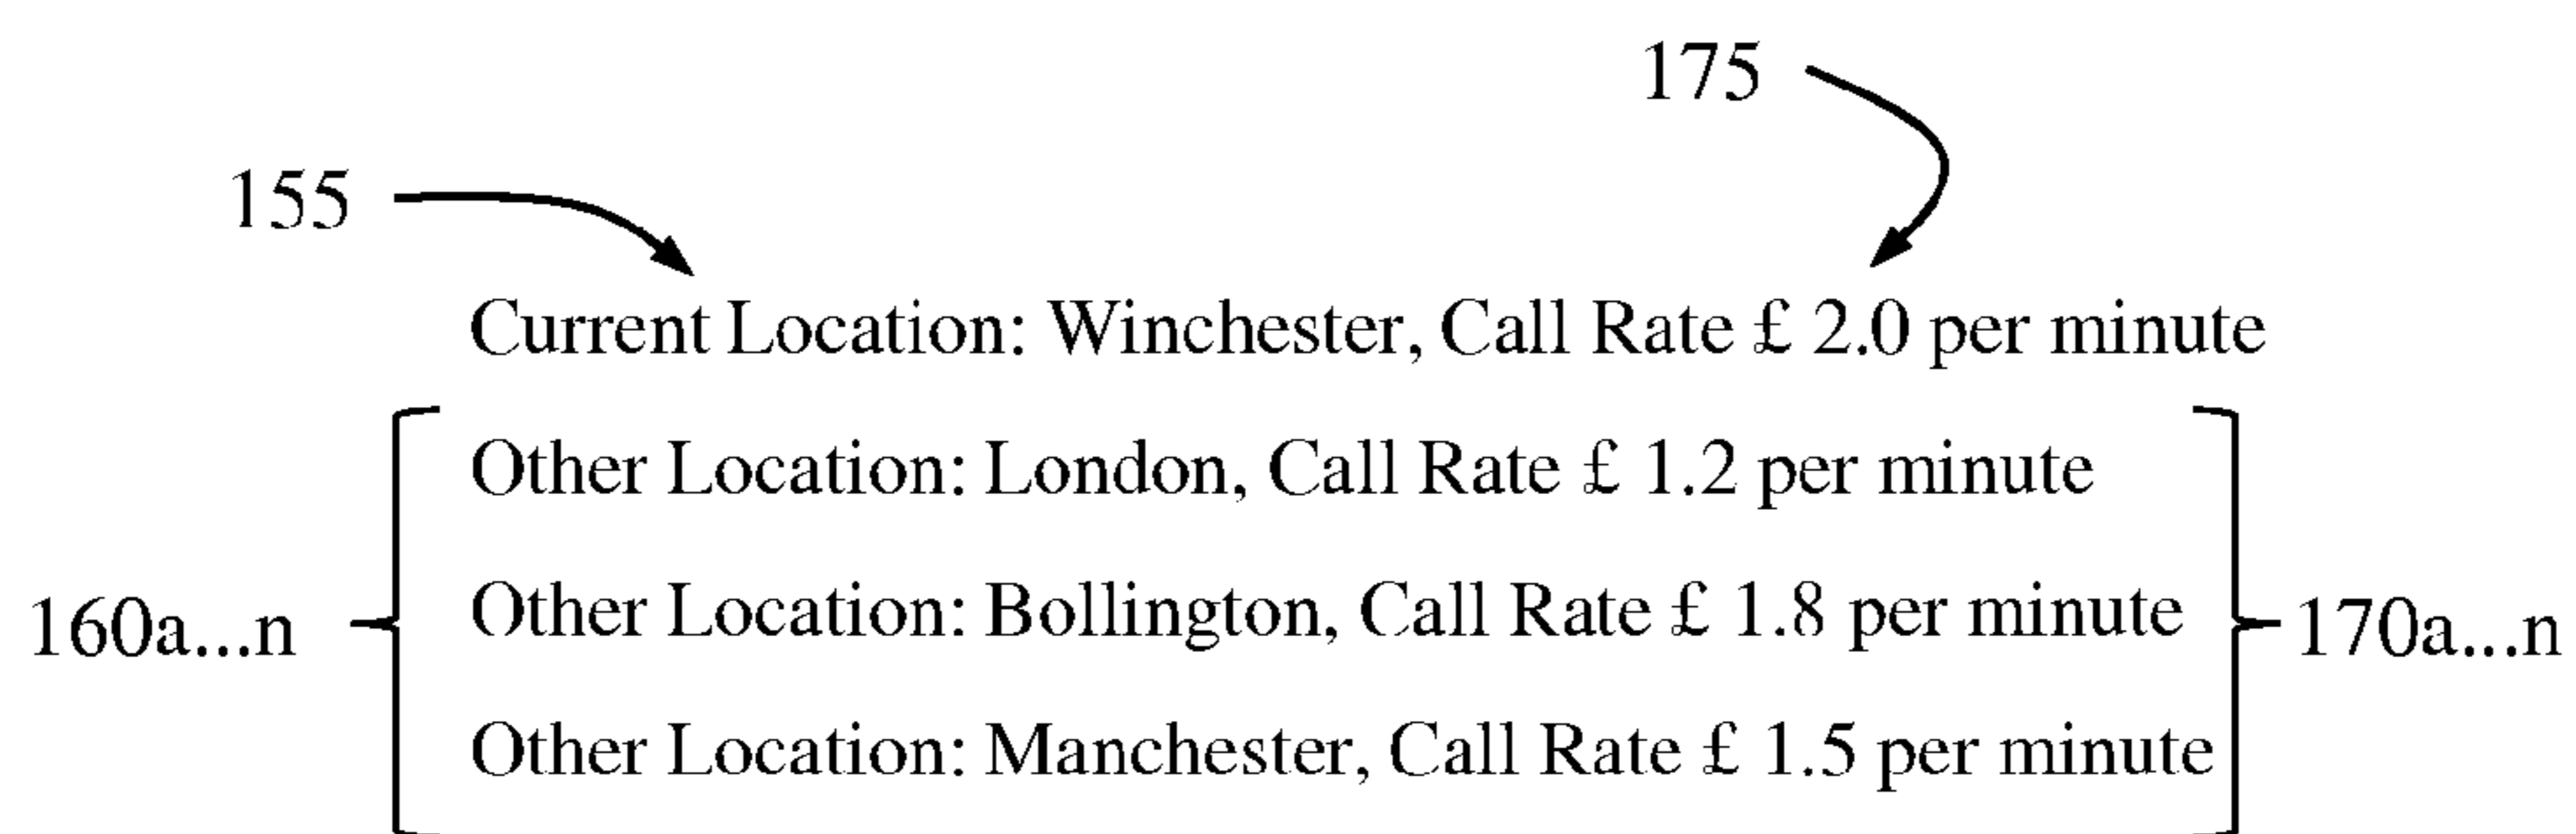 175
155
Current Location: Winchester, Call Rate £ 2.0 per minute
Other Location: London, Call Rate £ 1.2 per minute
160a...n
Other Location: Bollington, Call Rate £ 1.8 per minute
170a...n
Other Location: Manchester, Call Rate £ 1.5 per minute